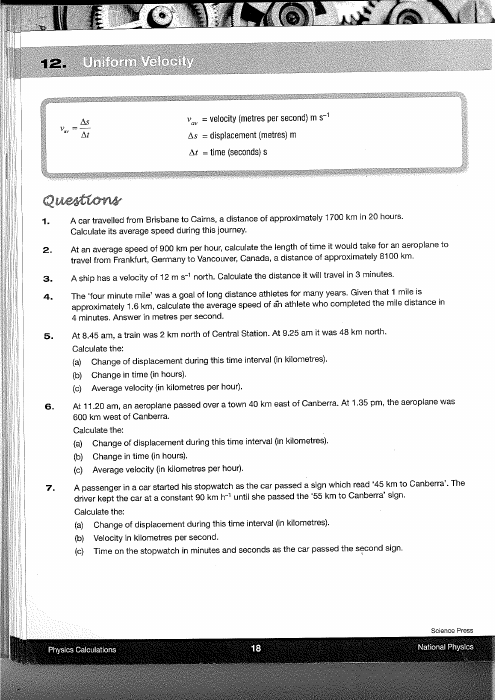 12. Uniform Velocity
v_av = Δs/Δt
v_av = velocity (metres per second) m s⁻¹
Δs = displacement (metres) m
Δt = time (seconds) s
Questions
1. A car travelled from Brisbane to Cairns, a distance of approximately 1700 km in 20 hours.
Calculate its average speed during this journey.
2. At an average speed of 900 km per hour, calculate the length of time it would take for an aeroplane to
travel from Frankfurt, Germany to Vancouver, Canada, a distance of approximately 8100 km.
3. A ship has a velocity of 12 m s⁻¹ north. Calculate the distance it will travel in 3 minutes.
4. The 'four minute mile' was a goal of long distance athletes for many years. Given that 1 mile is
approximately 1.6 km, calculate the average speed of an athlete who completed the mile distance in
4 minutes. Answer in metres per second.
5. At 8.45 am, a train was 2 km north of Central Station. At 9.25 am it was 48 km north.
Calculate the:
(a) Change of displacement during this time interval (in kilometres).
(b) Change in time (in hours).
(c) Average velocity (in kilometres per hour).
6. At 11.20 am, an aeroplane passed over a town 40 km east of Canberra. At 1.35 pm, the aeroplane was
600 km west of Canberra.
Calculate the:
(a) Change of displacement during this time interval (in kilometres).
(b) Change in time (in hours).
(c) Average velocity (in kilometres per hour).
7. A passenger in a car started his stopwatch as the car passed a sign which read '45 km to Canberra'. The
driver kept the car at a constant 90 km h⁻¹ until she passed the '55 km to Canberra' sign.
Calculate the:
(a) Change of displacement during this time interval (in kilometres).
(b) Velocity in kilometres per second.
(c) Time on the stopwatch in minutes and seconds as the car passed the second sign.
Science Press
Physics Calculations
18
National Physics